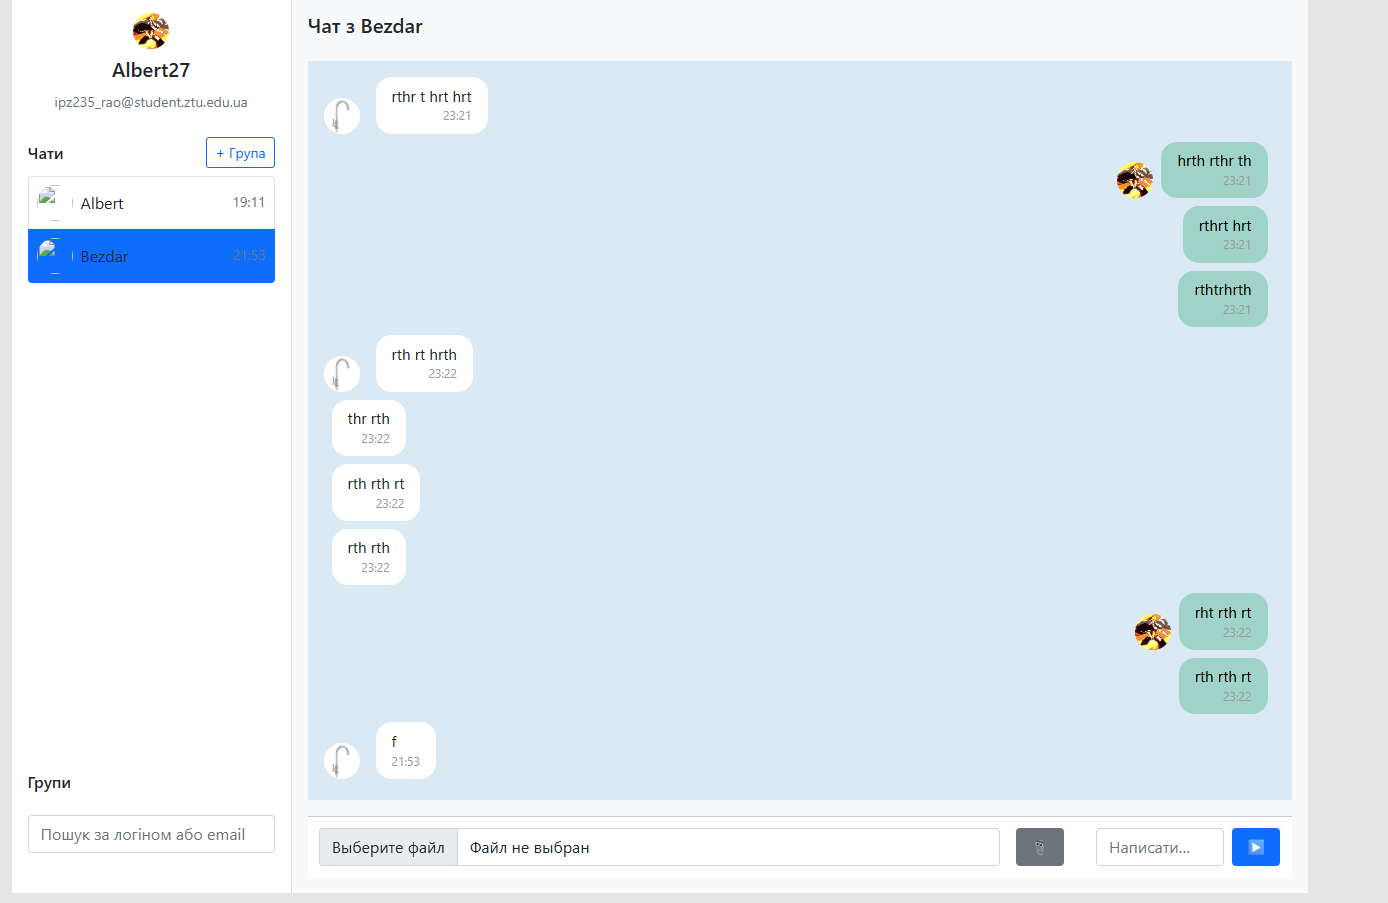 Albert27
ipz235_rao@student.ztu.edu.ua
Чати
+ Група
Albert 19:11
Bezdar 21:53
Групи
Пошук за логіном або email
Чат з Bezdar
rthr t hrt hrt
23:21
hrth rthr th
23:21
rthrt hrt
23:21
rthtrhrth
23:21
rth rt hrth
23:22
thr rth
23:22
rth rth rt
23:22
rth rth
23:22
rht rth rt
23:22
rth rth rt
23:22
f
21:53
Выберите файл Файл не выбран
Написати...